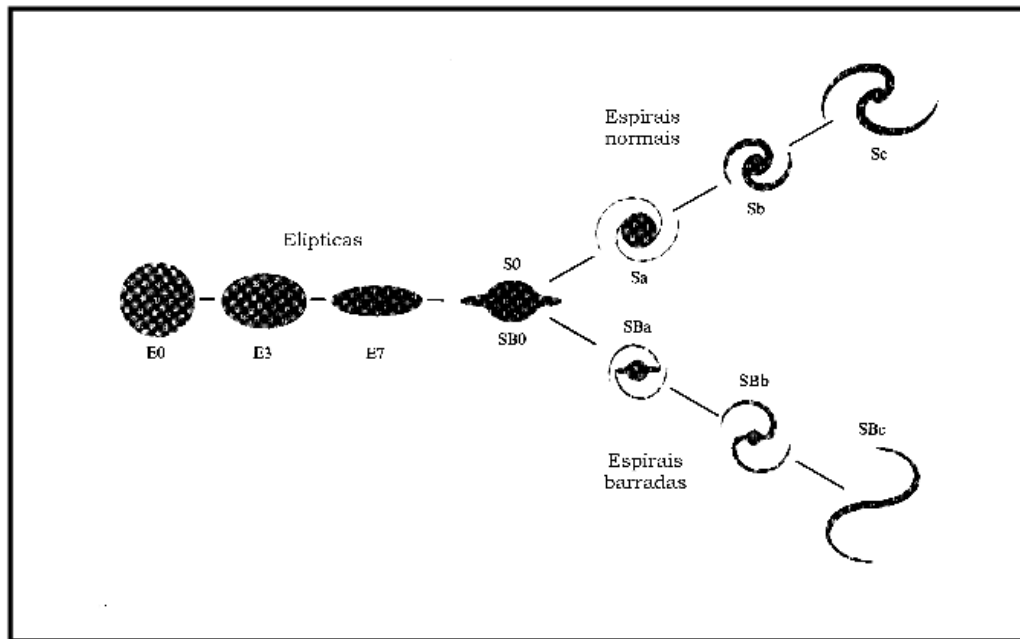 Espirais
normais
Sc
Sb
Sa
Elípticas
S0
E0
E3
E7
SB0
SBa
SBb
SBc
Espirais
barradas